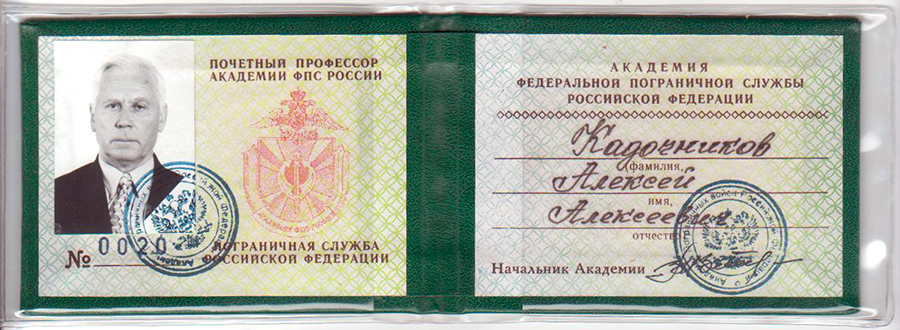 ПОЧЕТНЫЙ ПРОФЕССОР
АКАДЕМИИ ФПС РОССИИ
№ 0020
ПОГРАНИЧНАЯ СЛУЖБА
РОССИЙСКОЙ ФЕДЕРАЦИИ
АКАДЕМИЯ
ФЕДЕРАЛЬНОЙ ПОГРАНИЧНОЙ СЛУЖБЫ
РОССИЙСКОЙ ФЕДЕРАЦИИ
Кадочников
(фамилия,
Алексей
имя,
Алексеевич
отчество)
Начальник Академии